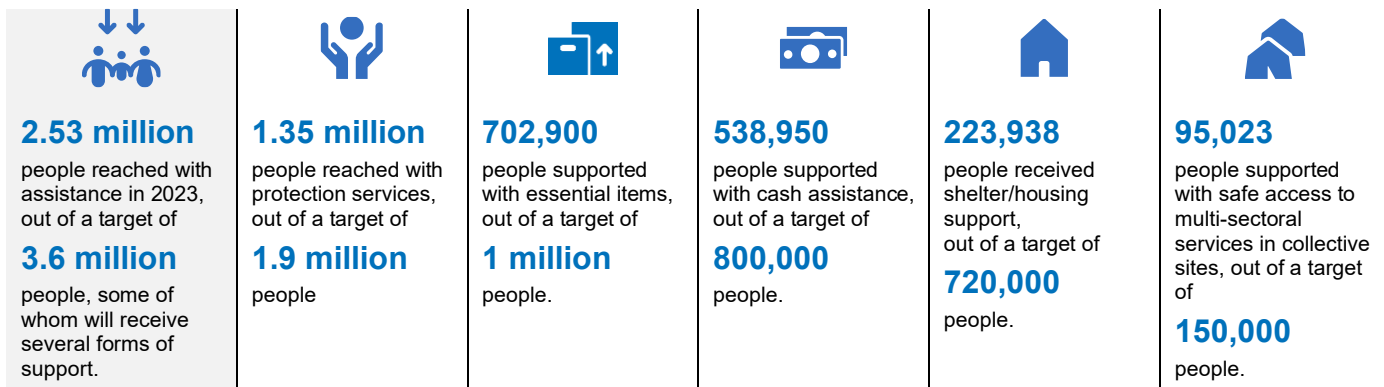 2.53 million
people reached with
assistance in 2023,
out of a target of
3.6 million
people, some of
whom will receive
several forms of
support.
1.35 million
people reached with
protection services,
out of a target of
1.9 million
people
702,900
people supported
with essential items,
out of a target of
1 million
people.
538,950
people supported
with cash assistance,
out of a target of
800,000
people.
223,938
people received
shelter/housing
support,
out of a target of
720,000
people.
95,023
people supported
with safe access to
multi-sectoral
services in collective
sites, out of a target
of
150,000
people.